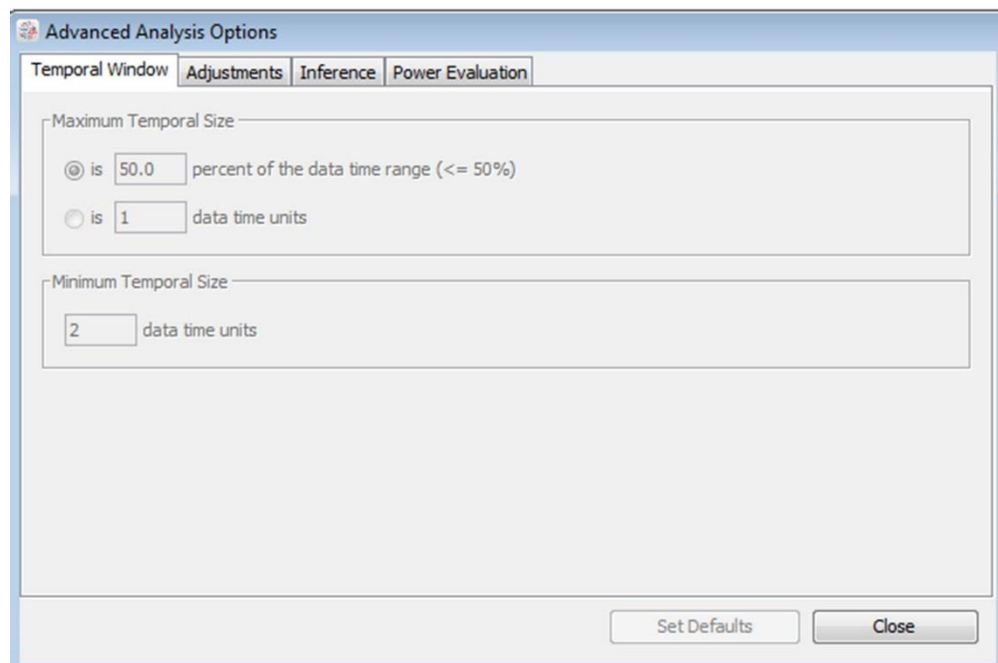 Advanced Analysis Options
Temporal Window Adjustments Inference Power Evaluation
Maximum Temporal Size
is 50.0 percent of the data time range (<= 50%)
is 1 data time units
Minimum Temporal Size
2 data time units
Set Defaults Close